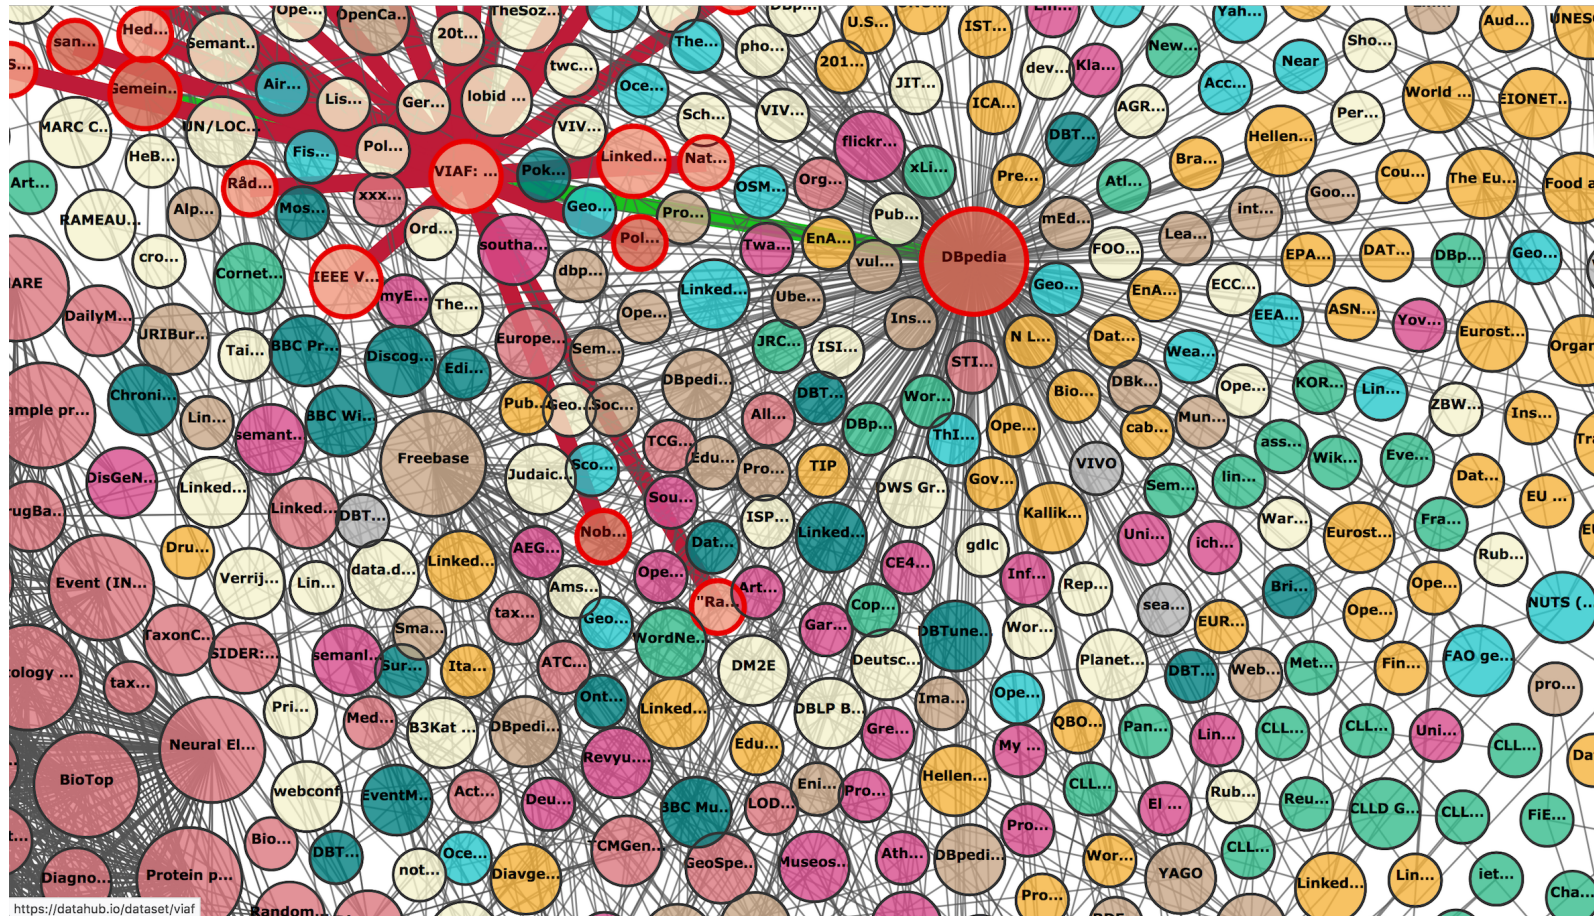 Ope...
OpenCa...
TheSoz...
DBp...
U.S...
Yah...
Aud...
UNES
san...
Hed...
Semant...
20t...
The...
pho...
IST...
New...
Sho...
S...
twc...
201...
dev...
Kla...
Near
Gemein...
Air...
Lis...
Ger...
lobid ...
Oce...
JIT...
ICA...
Acc...
World ...
EIONET...
MARC C...
UN/LOC...
VIV...
Sch...
VIV...
AGR...
Per...
HeB...
Fis...
Pol...
flickr...
DBT...
Hellen...
Art...
Råd...
xxx...
VIAF: ...
Pok...
Linked...
Nat...
OSM...
Org...
xLi...
Pre...
Atl...
Bra...
Cou...
The Eu...
Food a
RAMEAU...
Alp...
Mos...
Geo...
Pro...
Pub...
mEd...
int...
Goo...
cro...
Ord...
southa...
Pol...
Twa...
EnA...
vul...
DBpedia
FOO...
Lea...
EPA...
DAT...
DBp...
Geo...
IARE
Cornet...
IEEE V...
myE...
The...
dbp...
Linked...
Ube...
Geo...
EnA...
ECC...
DailyM...
URIBur...
BBC Pr...
Discog...
Europe...
Ope...
Ins...
N L...
Dat...
EEA...
ASN...
Yov...
Eurost...
Organ
Tai...
Edi...
Sem...
JRC...
ISI...
STI...
Wea...
ample pr...
Chroni...
Lin...
BBC Wi...
Pub...
Geo...
Soc...
DBpedi...
DBT...
Wor...
Bio...
DBk...
Ope...
KOR...
Lin...
ZBW...
Ins...
semant...
Freebase
TCG...
All...
DBp...
ThI...
Ope...
cab...
Mun...
ass...
Wik...
Eve...
Tra
DisGeN...
Linked...
Judaic...
Sco...
Edu...
Pro...
TIP
DWS Gr...
Gov...
VIVO
Sem...
lin...
Dat...
EU ...
rugBa...
Linked...
DBT...
Sou...
ISP...
Linked...
Kallik...
War...
Eurost...
Fra...
Dru...
AEG...
Nob...
Dat...
CE4...
gdlc
Uni...
ich...
Rub...
Event (IN...
Verrij...
Lin...
data.d...
Linked...
Ams...
Ope...
"Ra...
Art...
Inf...
Rep...
sea...
Bri...
Ope...
NUTS (...
TaxonC...
SIDER:...
Sma...
tax...
Geo...
WordNe...
Gar...
Cop...
DBTune...
Wor...
EUR...
Ope...
ology ...
tax...
semanl...
Sur...
Ita...
ATC...
DM2E
Deutsc...
Planet...
DBT...
Web...
Met...
Fin...
FAO ge...
pro...
Pri...
Med...
B3Kat ...
DBpedi...
Ont...
Linked...
DBLP B...
Ima...
Ope...
QBO...
Pan...
Lin...
CLL...
CLL...
Uni...
CLL...
Neural El...
BioTop
webconf
EventM...
Act...
Deu...
Revyu....
Edu...
Gre...
Hellen...
My ...
Da
BBC Mu...
LOD...
Eni...
Pro...
CLL...
El ...
Rub...
Reu...
CLLD G...
CLL...
FiE...
Bio...
DBT...
not...
Oce...
Diavge...
TCMGen...
GeoSpe...
Museos...
Ath...
DBpedi...
Pro...
Wor...
CLL...
Diagno...
Protein p...
Pro...
YAGO
Linked...
Lin...
iet...
Cha...
Random...
https://datahub.io/dataset/viaf